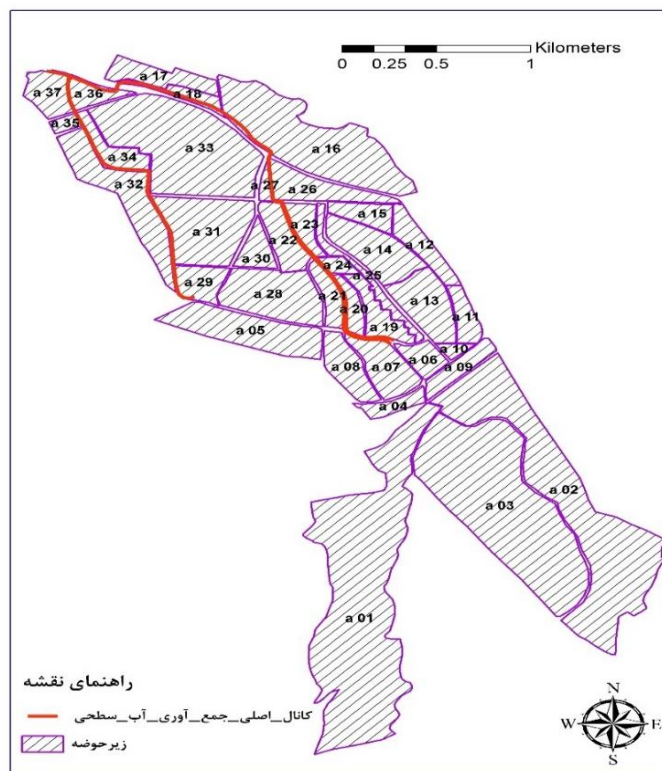 Kilometers
0 0.25 0.5 1
a 17
a 37
a 36
a 18
a 35
a 33
a 16
a 34
a 32
a 27
a 26
a 15
a 23
a 31
a 22
a 14
a 12
a 30
a 24
a 25
a 29
a 28
a 21
a 20
a 13
a 11
a 05
a 19
a 10
a 06
a 09
a 08
a 07
a 04
a 02
a 03
a 01
راهنمای نقشه
کانال_اصلی_جمع_آوری_آب_سطحی
زیرحوضه
N
W
E
S